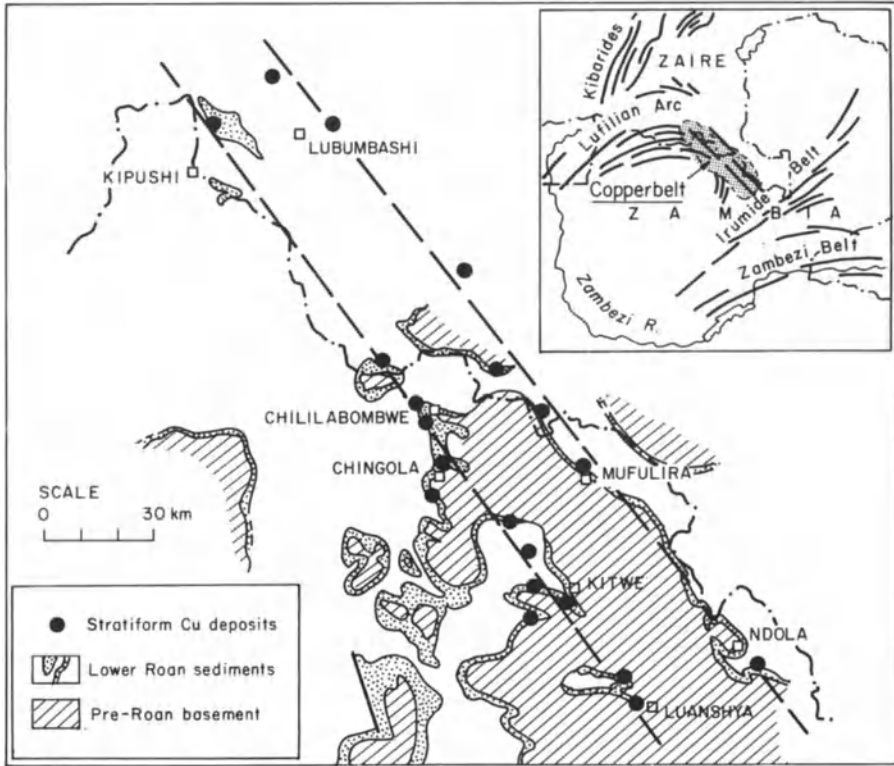 LUBUMBASHI
KIPUSHI
CHILILABOMBWE
CHINGOLA
MUFULIRA
KITWE
NDOLA
LUANSHYA
SCALE
0 30 km
Stratiform Cu deposits
Lower Roan sediments
Pre-Roan basement
Kibarides
ZAIRE
Lufilian Arc
Copperbelt
Irumide Belt
ZAMBIA
Zambezi Belt
Zambezi R.